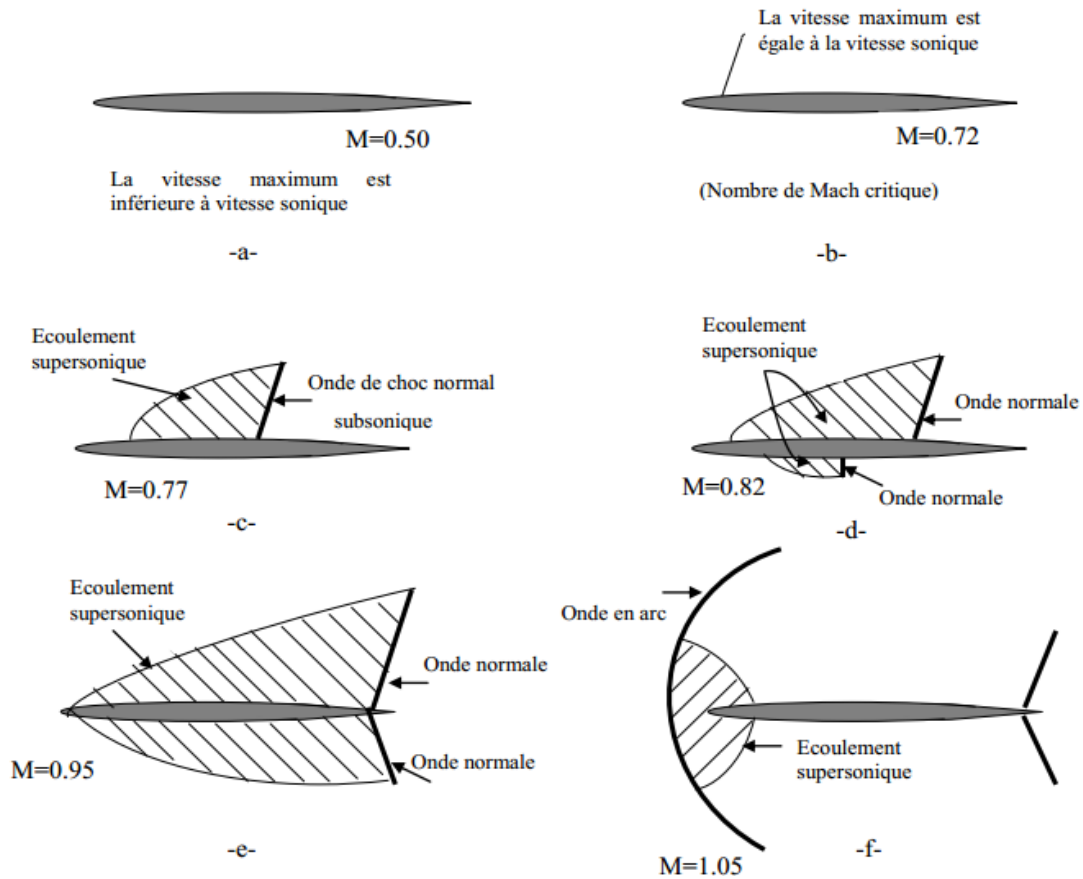 M=0.50
La vitesse maximum est
inférieure à vitesse sonique
-a-
La vitesse maximum est
égale à la vitesse sonique
M=0.72
(Nombre de Mach critique)
-b-
Ecoulement
supersonique
Onde de choc normal
subsonique
M=0.77
-c-
Ecoulement
supersonique
Onde normale
M=0.82
Onde normale
-d-
Ecoulement
supersonique
Onde normale
M=0.95
Onde normale
-e-
Onde en arc
Ecoulement
supersonique
M=1.05
-f-